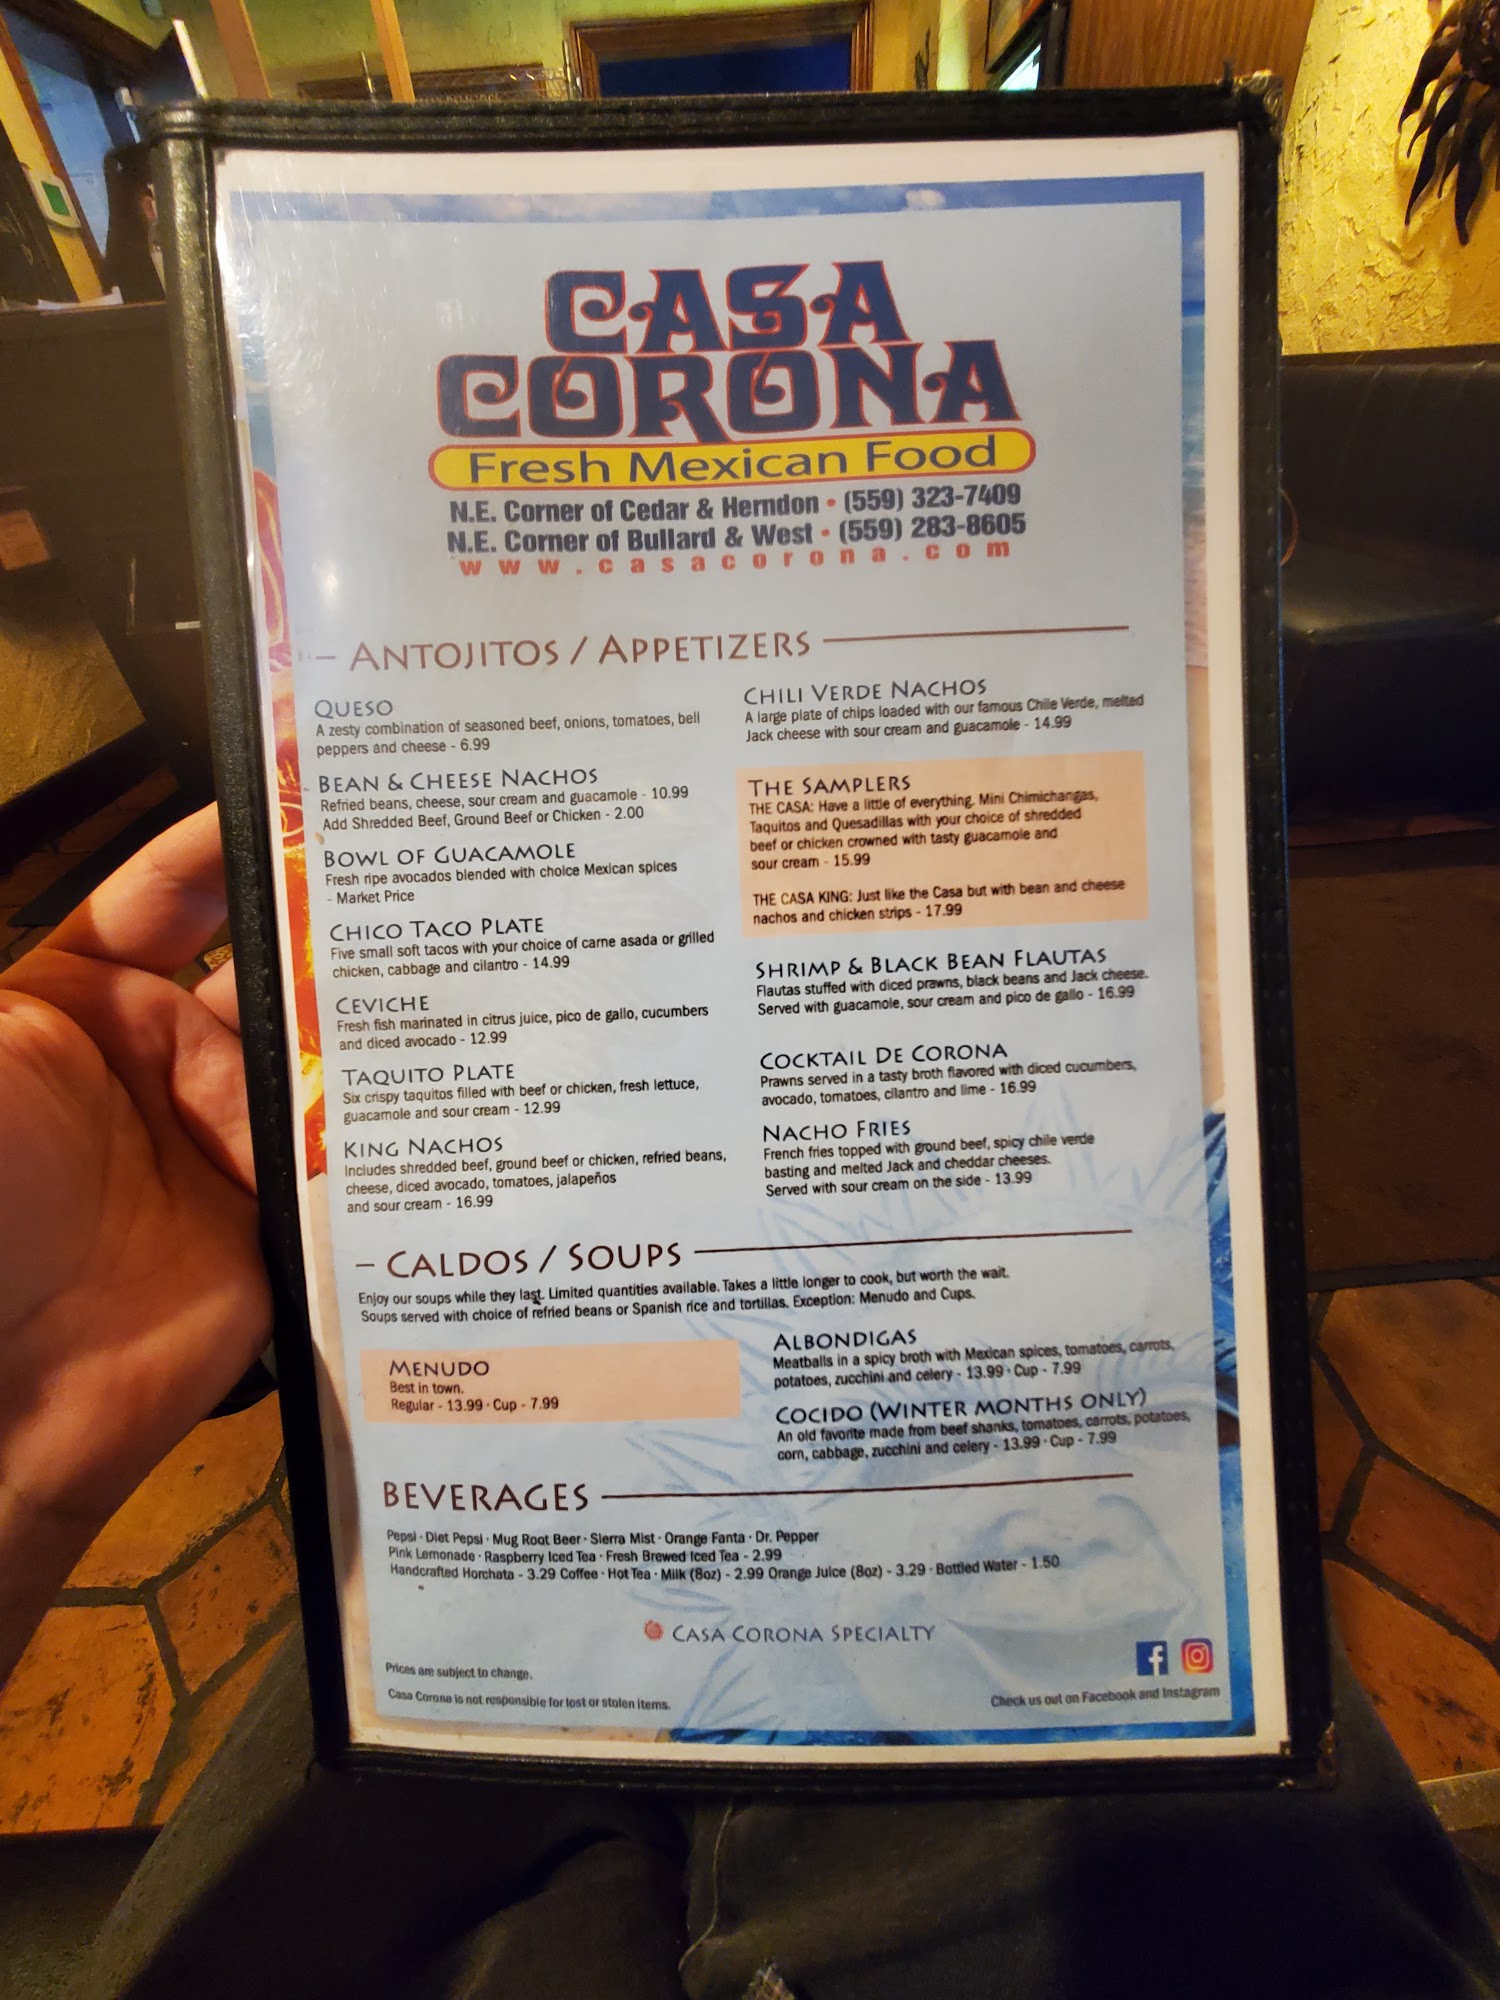 CASA
CORONA
Fresh Mexican Food
N.E. Corner of Cedar & Herndon • (559) 323-7409
N.E. Corner of Bullard & West • (559) 283-8605
www.casacorona.com
– ANTOJITOS / APPETIZERS
QUESO
A zesty combination of seasoned beef, onions, tomatoes, bell
peppers and cheese - 6.99
BEAN & CHEESE NACHOS
Refried beans, cheese, sour cream and guacamole - 10.99
Add Shredded Beef, Ground Beef or Chicken - 2.00
BOWL OF GUACAMOLE
Fresh ripe avocados blended with choice Mexican spices
- Market Price
CHICO TACO PLATE
Five small soft tacos with your choice of carne asada or grilled
chicken, cabbage and cilantro - 14.99
CEVICHE
Fresh fish marinated in citrus juice, pico de gallo, cucumbers
and diced avocado - 12.99
TAQUITO PLATE
Six crispy taquitos filled with beef or chicken, fresh lettuce,
guacamole and sour cream - 12.99
KING NACHOS
Includes shredded beef, ground beef or chicken, refried beans,
cheese, diced avocado, tomatoes, jalapeños
and sour cream - 16.99
CHILI VERDE NACHOS
A large plate of chips loaded with our famous Chile Verde, melted
Jack cheese with sour cream and guacamole - 14.99
THE SAMPLERS
THE CASA: Have a little of everything. Mini Chimichangas,
Taquitos and Quesadillas with your choice of shredded
beef or chicken crowned with tasty guacamole and
sour cream - 15.99
THE CASA KING: Just like the Casa but with bean and cheese
nachos and chicken strips - 17.99
SHRIMP & BLACK BEAN FLAUTAS
Flautas stuffed with diced prawns, black beans and Jack cheese.
Served with guacamole, sour cream and pico de gallo - 16.99
COCKTAIL DE CORONA
Prawns served in a tasty broth flavored with diced cucumbers,
avocado, tomatoes, cilantro and lime - 16.99
NACHO FRIES
French fries topped with ground beef, spicy chile verde
basting and melted Jack and cheddar cheeses.
Served with sour cream on the side - 13.99
– CALDOS / SOUPS
Enjoy our soups while they last. Limited quantities available. Takes a little longer to cook, but worth the wait.
Soups served with choice of refried beans or Spanish rice and tortillas. Exception: Menudo and Cups.
MENUDO
Best in town.
Regular - 13.99 · Cup - 7.99
ALBONDIGAS
Meatballs in a spicy broth with Mexican spices, tomatoes, carrots,
potatoes, zucchini and celery - 13.99 · Cup - 7.99
COCIDO (WINTER MONTHS ONLY)
An old favorite made from beef shanks, tomatoes, carrots, potatoes,
corn, cabbage, zucchini and celery - 13.99 · Cup - 7.99
BEVERAGES
Pepsi · Diet Pepsi · Mug Root Beer · Sierra Mist · Orange Fanta · Dr. Pepper
Pink Lemonade · Raspberry Iced Tea · Fresh Brewed Iced Tea - 2.99
Handcrafted Horchata - 3.29 Coffee · Hot Tea · Milk (8oz) - 2.99 Orange Juice (8oz) - 3.29 · Bottled Water - 1.50
CASA CORONA SPECIALTY
Prices are subject to change.
Casa Corona is not responsible for lost or stolen items.
Check us out on Facebook and Instagram